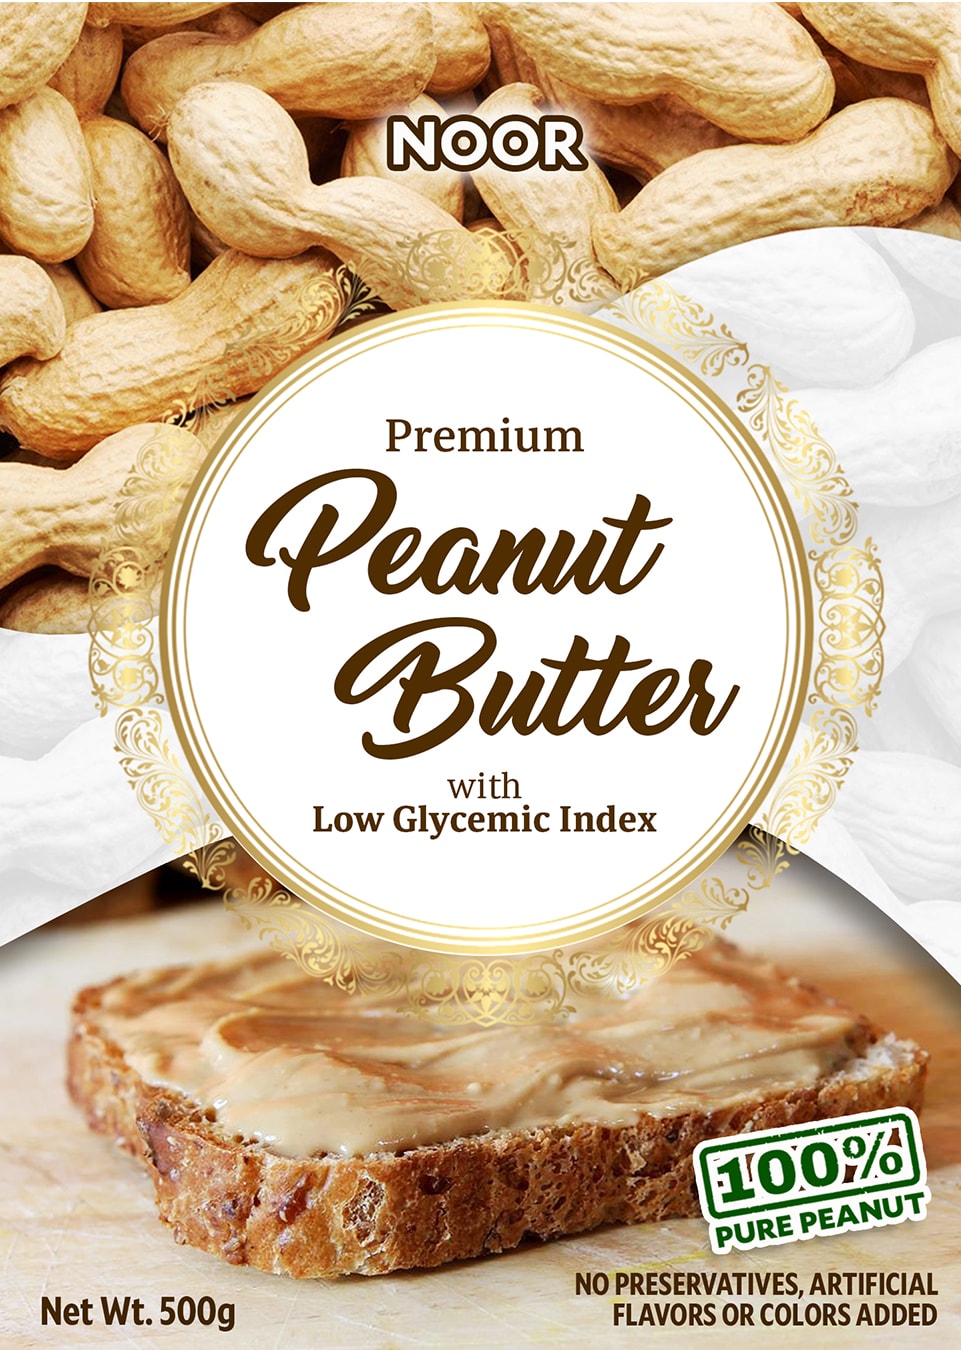 NOOR
Premium
Peanut
Butter
with
Low Glycemic Index
100%
PURE PEANUT
NO PRESERVATIVES, ARTIFICIAL
FLAVORS OR COLORS ADDED
Net Wt. 500g